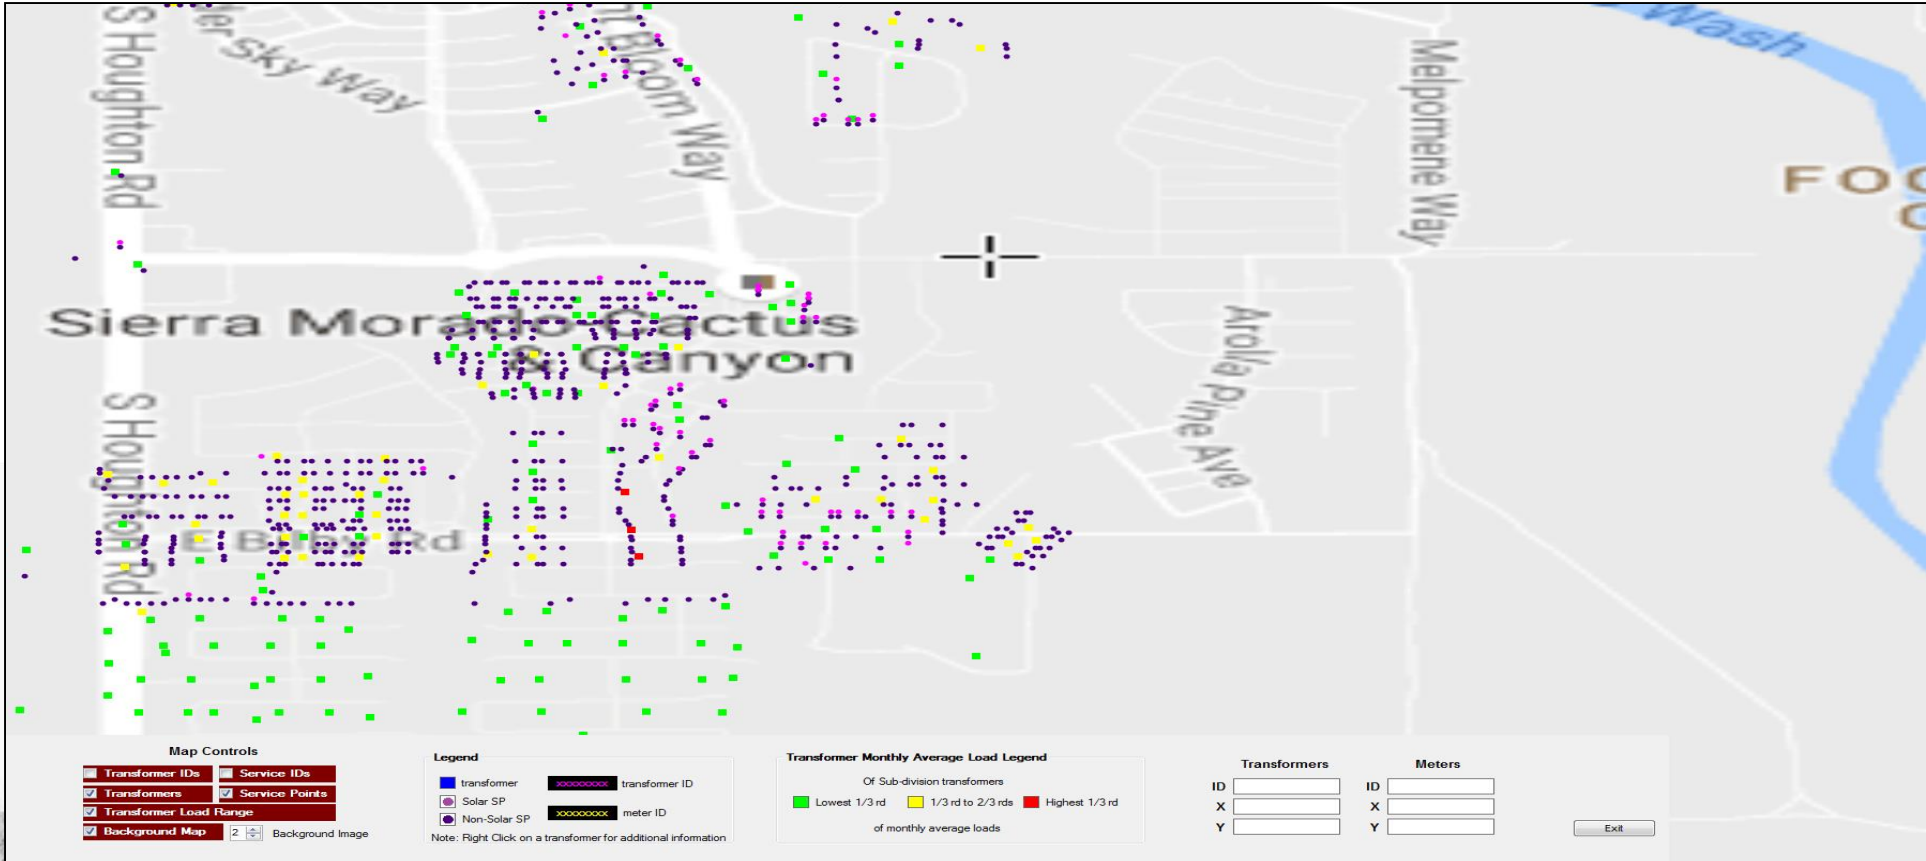 S Houghton Rd
Sky Way
Bloom Way
Melpomene Way
Wash
Sierra Morado-Cactus
& Canyon
Arolla Pine Ave
S Houghton Rd
E Bilby Rd
Map Controls
Transformer IDs
Service IDs
Transformers
Service Points
Transformer Load Range
Background Map
2
Background Image
Legend
transformer
xxxxxxxx
transformer ID
Solar SP
Non-Solar SP
xxxxxxxx
meter ID
Note: Right Click on a transformer for additional information
Transformer Monthly Average Load Legend
Of Sub-division transformers
Lowest 1/3 rd
1/3 rd to 2/3 rds
Highest 1/3 rd
of monthly average loads
Transformers
ID
X
Y
Meters
ID
X
Y
Exit